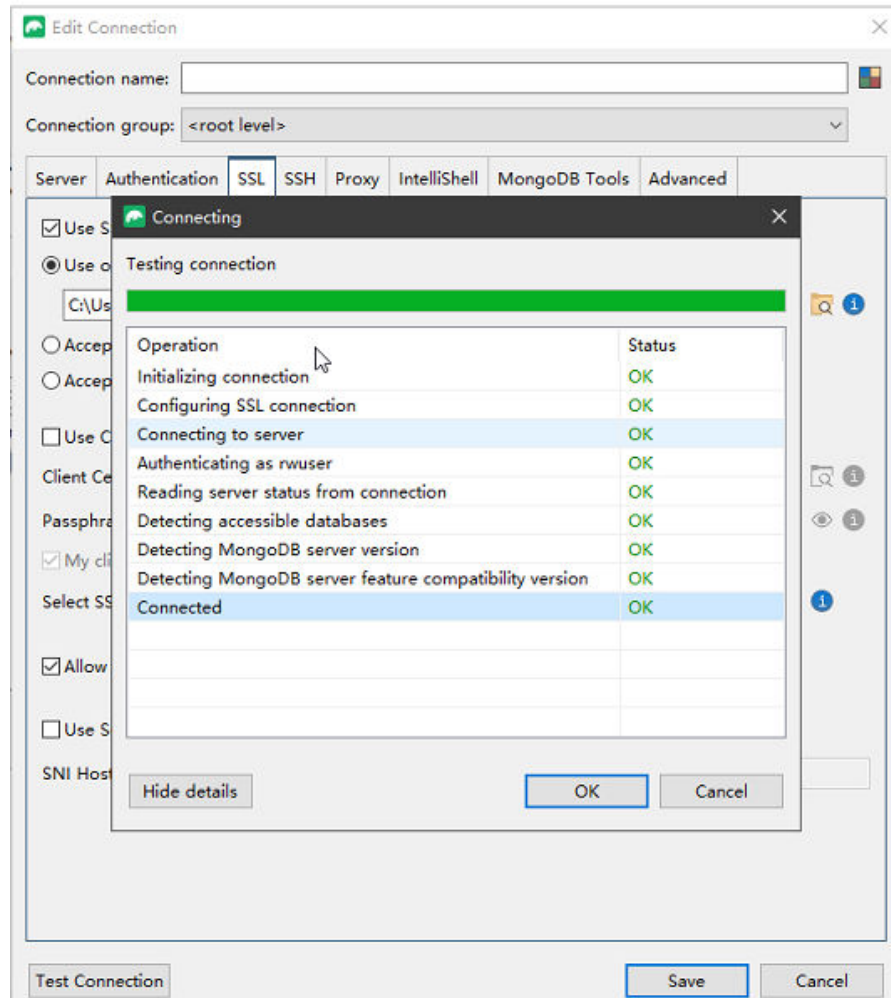 Edit Connection
Connection name:
Connection group: <root level>
Server Authentication SSL SSH Proxy IntelliShell MongoDB Tools Advanced
Use S
Connecting
Use o
Testing connection
C:\Us
Accep
Operation Status
Initializing connection OK
Accep
Configuring SSL connection OK
Use C
Connecting to server OK
Authenticating as rwuser OK
Client Ce
Reading server status from connection OK
Passphra
Detecting accessible databases OK
Detecting MongoDB server version OK
My cli
Detecting MongoDB server feature compatibility version OK
Select SS
Connected OK
Allow
Use S
SNI Host
Hide details OK Cancel
Test Connection Save Cancel